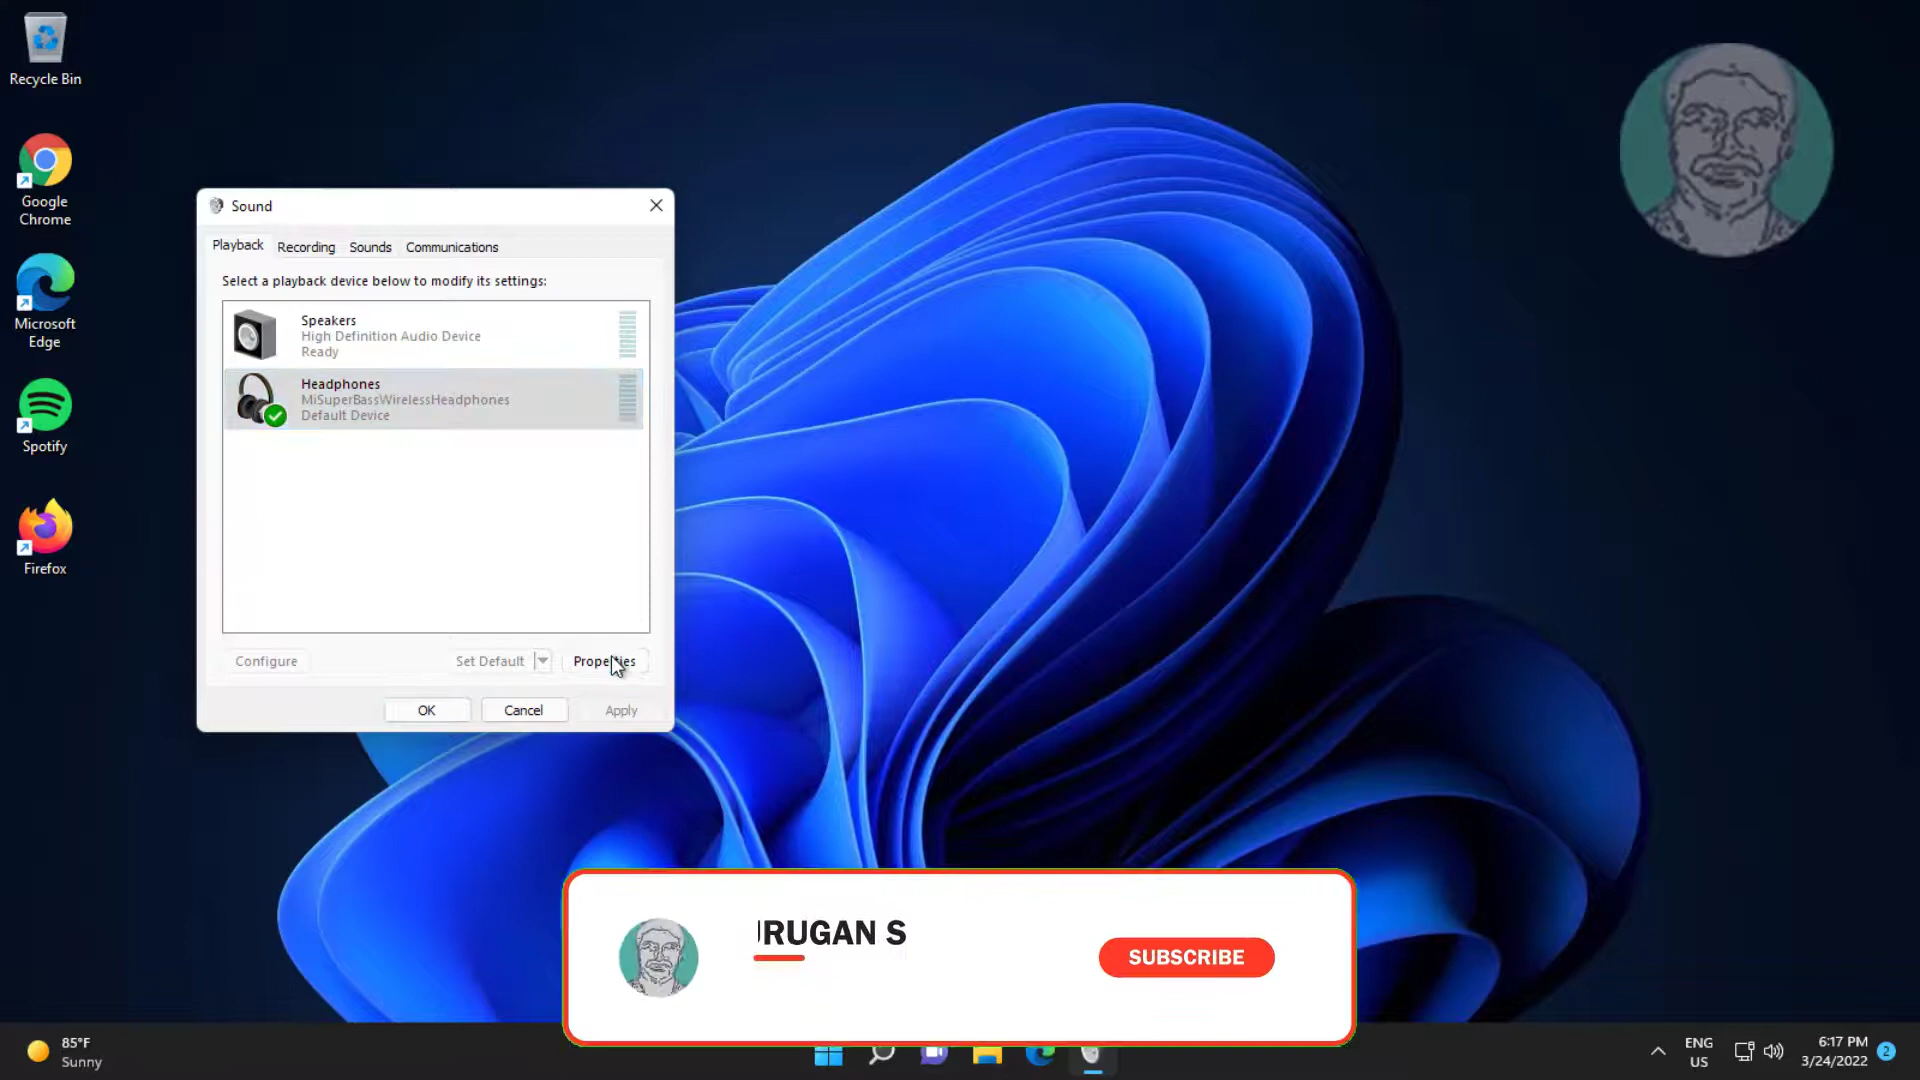 Recycle Bin
Google
Chrome
Microsoft
Edge
Spotify
Firefox
Sound
Playback
Recording
Sounds
Communications
Select a playback device below to modify its settings:
Speakers
High Definition Audio Device
Ready
Headphones
MiSuperBassWirelessHeadphones
Default Device
Configure
Set Default
Properties
OK
Cancel
Apply
RUGAN S
SUBSCRIBE
85°F
Sunny
ENG
US
6:17 PM
3/24/2022
2